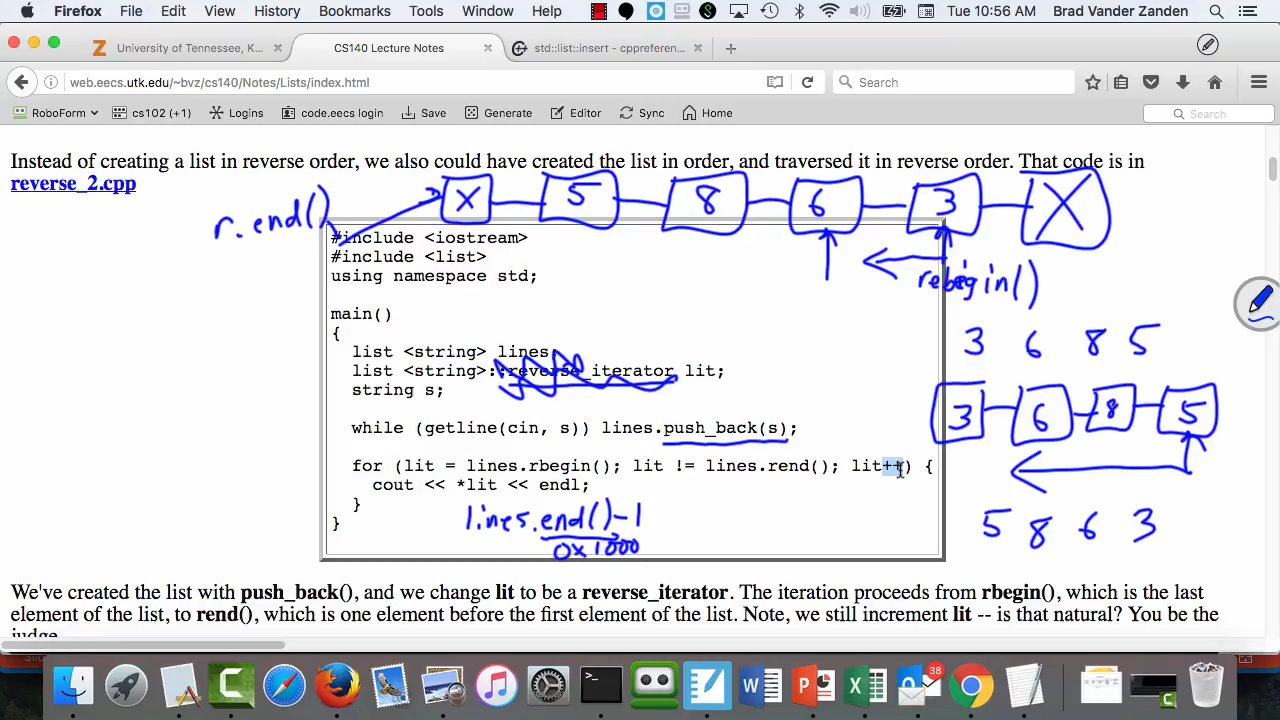 Firefox File Edit View History Bookmarks Tools Window Help Tue 10:56 AM Brad Vander Zanden
University of Tennessee, K... × CS140 Lecture Notes × std::list::insert - cppreferen... × +
web.eecs.utk.edu/~bvz/cs140/Notes/Lists/index.html Search
RoboForm cs102 (+1) Logins code.eecs login Save Generate Editor Sync Home Search
Instead of creating a list in reverse order, we also could have created the list in order, and traversed it in reverse order. That code is in
reverse_2.cpp
r.end() X 5 8 6 3 X
#include <iostream>
#include <list>
using namespace std;
rebegin()
main()
{
3 6 8 5
list <string> lines;
list <string>::reverse_iterator lit;
string s;
3 6 8 5
while (getline(cin, s)) lines.push_back(s);
for (lit = lines.rbegin(); lit != lines.rend(); lit++) {
cout << *lit << endl;
}
}
lines.end()-1
0x1000
5 8 6 3
We've created the list with push_back(), and we change lit to be a reverse_iterator. The iteration proceeds from rbegin(), which is the last
element of the list, to rend(), which is one element before the first element of the list. Note, we still increment lit -- is that natural? You be the
judge.
38